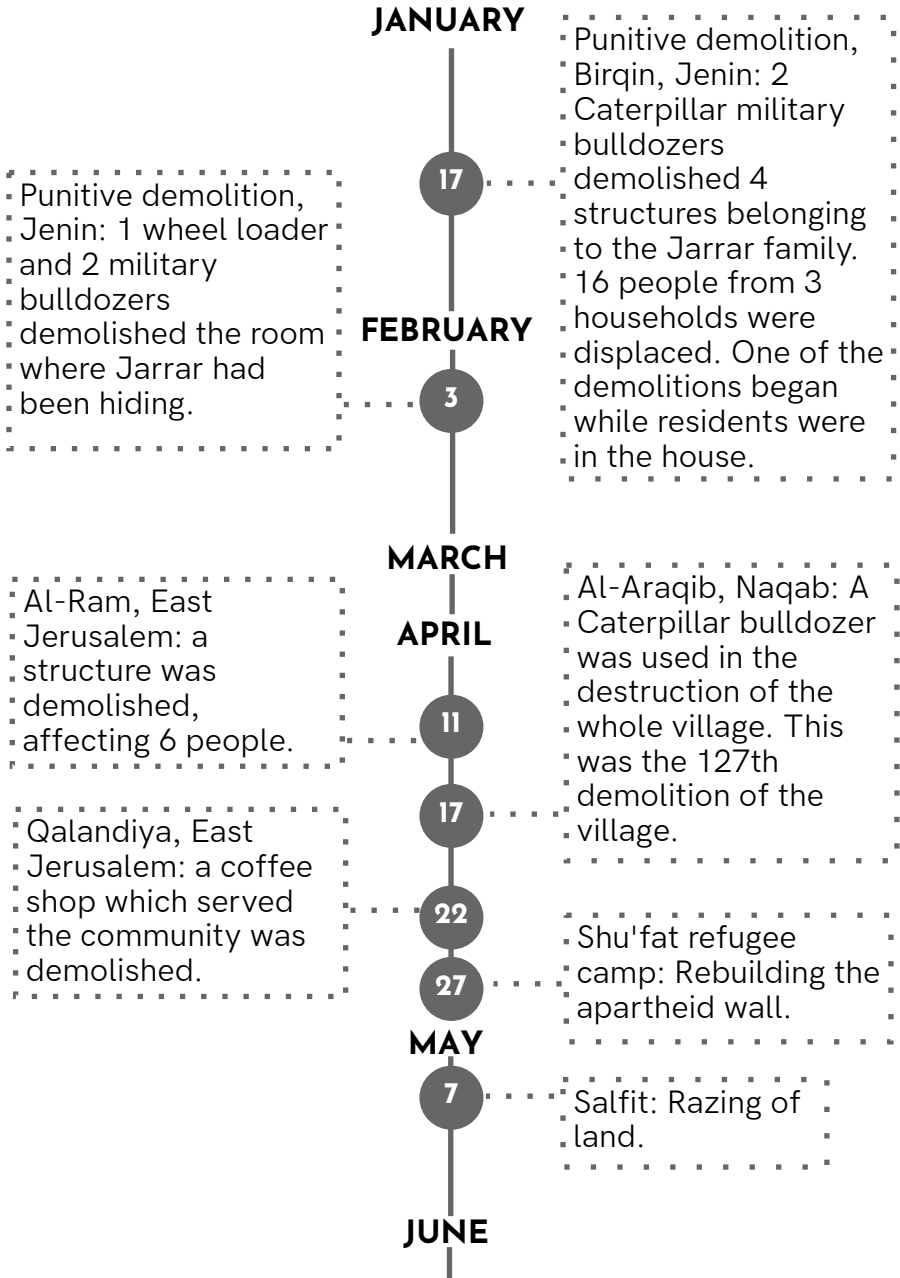 JANUARY
17
Punitive demolition,
Birqin, Jenin: 2
Caterpillar military
bulldozers
demolished 4
structures belonging
to the Jarrar family.
16 people from 3
households were
displaced. One of the
demolitions began
while residents were
in the house.
FEBRUARY
3
Punitive demolition,
Jenin: 1 wheel loader
and 2 military
bulldozers
demolished the room
where Jarrar had
been hiding.
MARCH
APRIL
11
Al-Ram, East
Jerusalem: a
structure was
demolished,
affecting 6 people.
17
Al-Araqib, Naqab: A
Caterpillar bulldozer
was used in the
destruction of the
whole village. This
was the 127th
demolition of the
village.
22
Qalandiya, East
Jerusalem: a coffee
shop which served
the community was
demolished.
27
Shu'fat refugee
camp: Rebuilding the
apartheid wall.
MAY
7
Salfit: Razing of
land.
JUNE